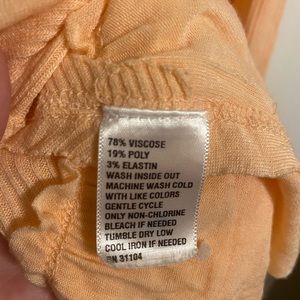 78% VISCOSE
19% POLY
3% ELASTIN
WASH INSIDE OUT
MACHINE WASH COLD
WITH LIKE COLORS
GENTLE CYCLE
ONLY NON-CHLORINE
BLEACH IF NEEDED
TUMBLE DRY LOW
COOL IRON IF NEEDED
RN 31104